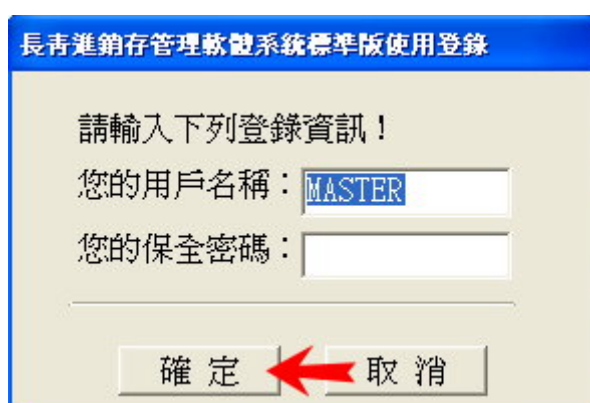 長青進銷存管理軟體系統標準版使用登錄
請輸入下列登錄資訊！
您的用戶名稱：MASTER
您的保全密碼：
確定 取消